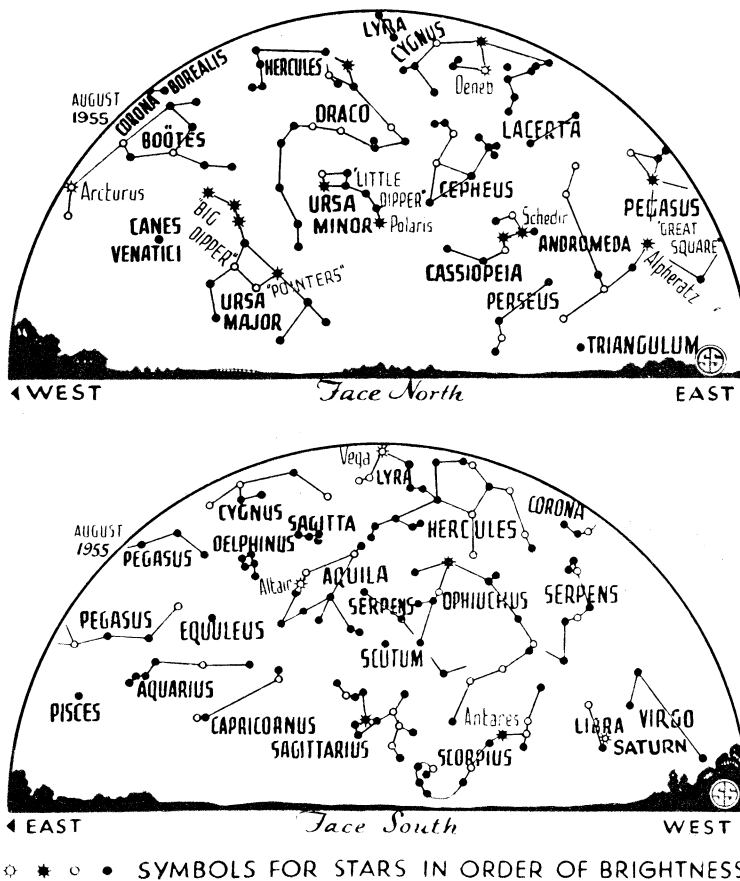 LYRA
CYGNUS
HERCULES
Deneb
AUGUST
1955
CORONA BOREALIS
DRACO
LACERTA
BOÖTES
Arcturus
"LITTLE
DIPPER"
CEPHEUS
URSA
MINOR
Polaris
PEGASUS
"GREAT
SQUARE"
"BIG
DIPPER"
CANES
VENATICI
Schedir
ANDROMEDA
Alpheratz
CASSIOPEIA
"POINTERS"
URSA
MAJOR
PERSEUS
TRIANGULUM
SS
WEST
Face North
EAST
Vega
LYRA
CYGNUS
CORONA
AUGUST
1955
SAGITTA
HERCULES
PEGASUS
DELPHINUS
AQUILA
Altair
SERPENS
OPHIUCHUS
SERPENS
PEGASUS
EQUULEUS
SCUTUM
AQUARIUS
PISCES
CAPRICORNUS
SAGITTARIUS
Antares
SCORPIUS
LIBRA
VIRGO
SATURN
SS
EAST
Face South
WEST
SYMBOLS FOR STARS IN ORDER OF BRIGHTNESS